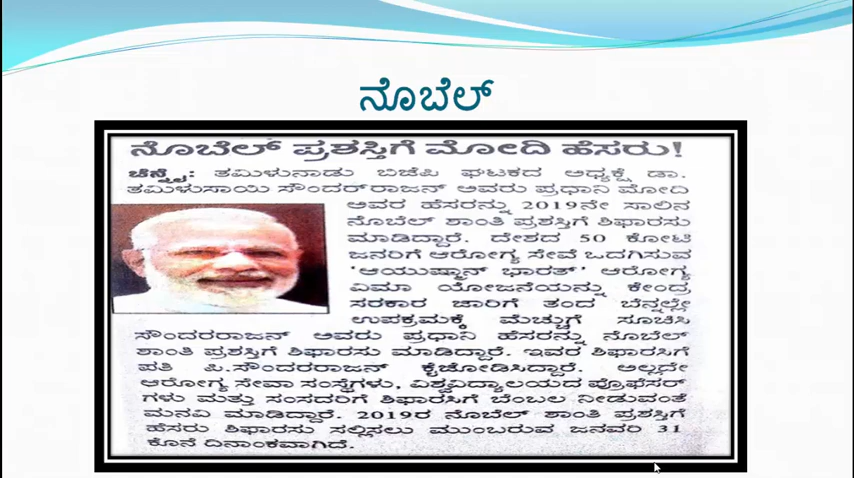 ನೊಬೆಲ್
ನೊಬೆಲ್ ಪ್ರಶಸ್ತಿಗೆ ಮೋದಿ ಹೆಸರು!
ಚೆನ್ನೈ: ತಮಿಳುನಾಡು ಬಿಜೆಪಿ ಘಟಕದ ಅಧ್ಯಕ್ಷೆ ಡಾ.
ತಮಿಳುಸಾಯಿ ಸೌಂದರ್‌ರಾಜನ್ ಅವರು ಪ್ರಧಾನಿ ಮೋದಿ
ಅವರ ಹೆಸರನ್ನು 2019ನೇ ಸಾಲಿನ
ನೊಬೆಲ್ ಶಾಂತಿ ಪ್ರಶಸ್ತಿಗೆ ಶಿಫಾರಸು
ಮಾಡಿದ್ದಾರೆ. ದೇಶದ 50 ಕೋಟಿ
ಜನರಿಗೆ ಆರೋಗ್ಯ ಸೇವೆ ಒದಗಿಸುವ
'ಆಯುಷ್ಮಾನ್ ಭಾರತ್' ಆರೋಗ್ಯ
ವಿಮಾ ಯೋಜನೆಯನ್ನು ಕೇಂದ್ರ
ಸರಕಾರ ಜಾರಿಗೆ ತಂದ ಬೆನ್ನಲ್ಲೇ
ಉಪಕ್ರಮಕ್ಕೆ ಮೆಚ್ಚುಗೆ ಸೂಚಿಸಿ
ಸೌಂದರರಾಜನ್ ಅವರು ಪ್ರಧಾನಿ ಹೆಸರನ್ನು ನೊಬೆಲ್
ಶಾಂತಿ ಪ್ರಶಸ್ತಿಗೆ ಶಿಫಾರಸು ಮಾಡಿದ್ದಾರೆ. ಇವರ ಶಿಫಾರಸಿಗೆ
ಪತಿ ಪಿ.ಸೌಂದರರಾಜನ್ ಕೈಜೋಡಿಸಿದ್ದಾರೆ. ಅಲ್ಲದೇ
ಆರೋಗ್ಯ ಸೇವಾ ಸಂಸ್ಥೆಗಳು, ವಿಶ್ವವಿದ್ಯಾಲಯದ ಪ್ರೊಫೆಸರ್
ಗಳು ಮತ್ತು ಸಂಸದರಿಗೆ ಶಿಫಾರಸಿಗೆ ಬೆಂಬಲ ನೀಡುವಂತೆ
ಮನವಿ ಮಾಡಿದ್ದಾರೆ. 2019ರ ನೊಬೆಲ್ ಶಾಂತಿ ಪ್ರಶಸ್ತಿಗೆ
ಹೆಸರು ಶಿಫಾರಸು ಸಲ್ಲಿಸಲು ಮುಂಬರುವ ಜನವರಿ 31
ಕೊನೆ ದಿನಾಂಕವಾಗಿದೆ.